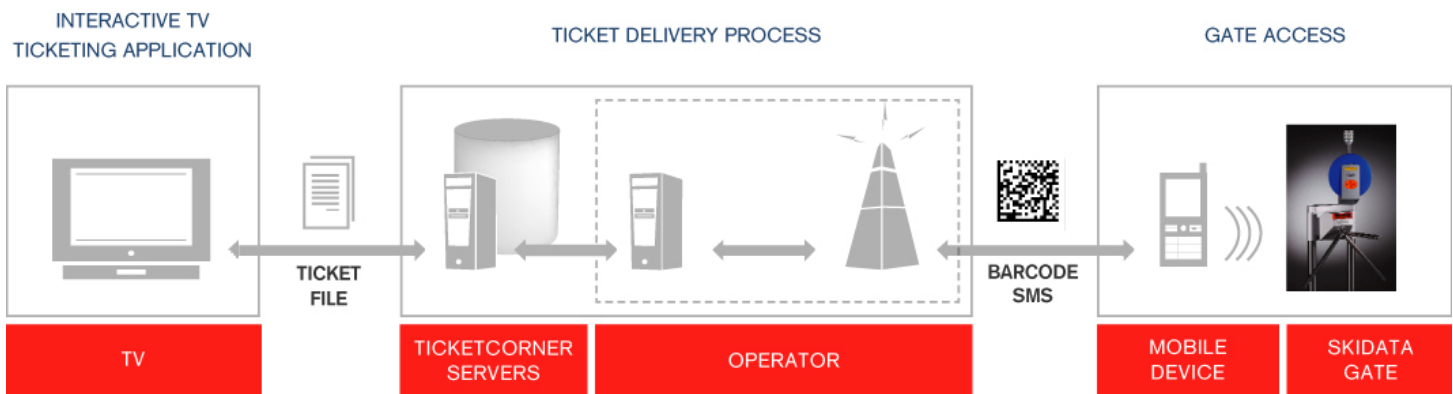 INTERACTIVE TV
TICKETING APPLICATION
TICKET DELIVERY PROCESS
GATE ACCESS
TICKET
FILE
BARCODE
SMS
TV
TICKETCORNER
SERVERS
OPERATOR
MOBILE
DEVICE
SKIDATA
GATE